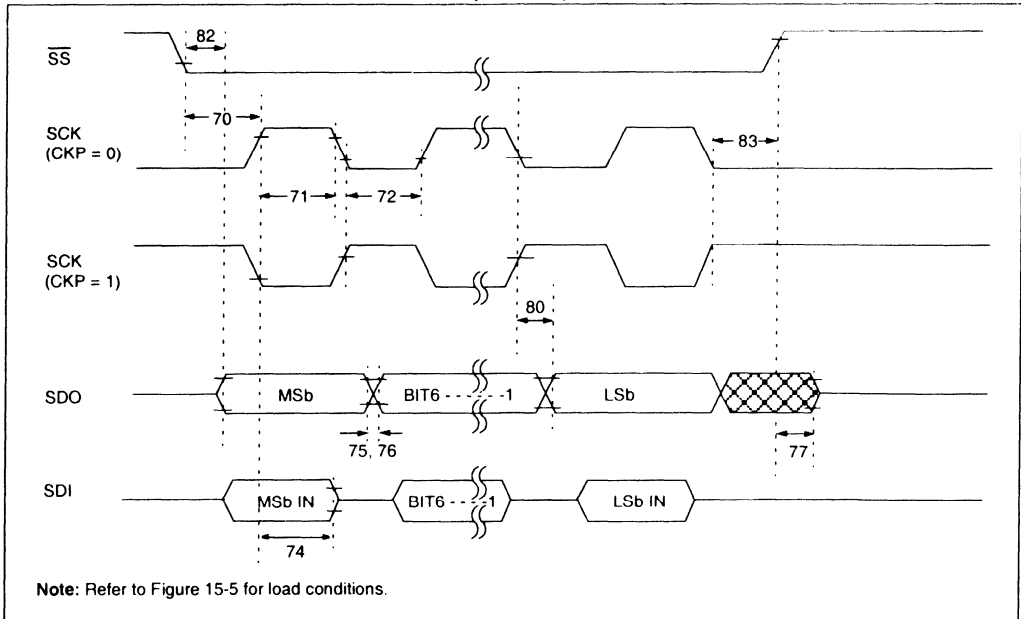 82
SS
70
SCK
(CKP = 0)
83
71
72
SCK
(CKP = 1)
80
SDO
MSb
BIT6 - - - - - -1
LSb
75, 76
77
SDI
MSb IN
BIT6 - - - -1
LSb IN
74
Note: Refer to Figure 15-5 for load conditions.